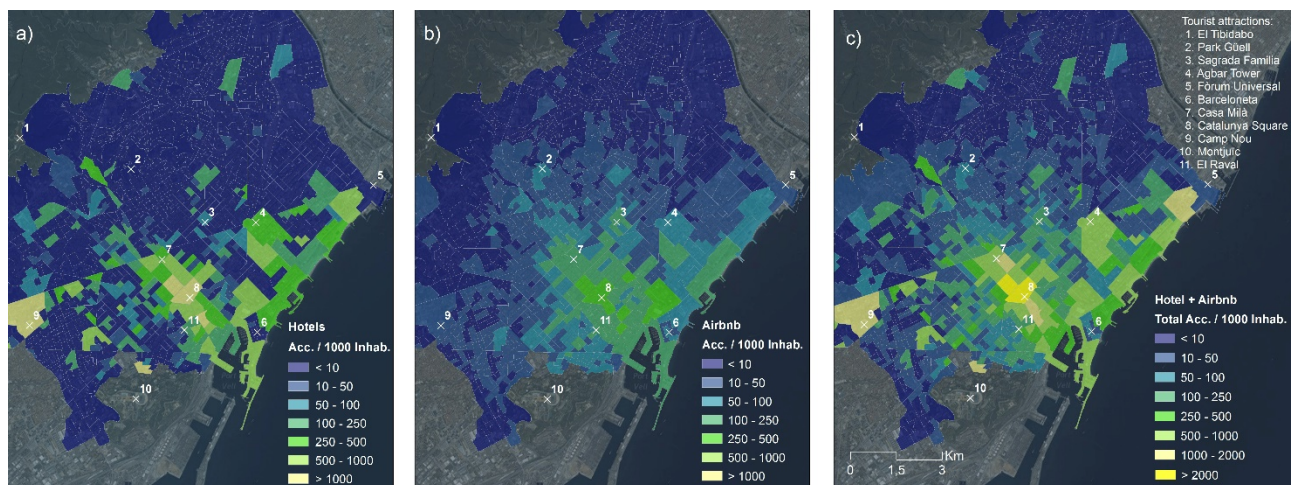 a)
1
2
3
4
5
6
7
8
9
10
11
Hotels
Acc. / 1000 Inhab.
< 10
10 - 50
50 - 100
100 - 250
250 - 500
500 - 1000
> 1000
b)
1
2
3
4
5
6
7
8
9
10
11
Airbnb
Acc. / 1000 Inhab.
< 10
10 - 50
50 - 100
100 - 250
250 - 500
500 - 1000
> 1000
c)
Tourist attractions:
1. El Tibidabo
2. Park Güell
3. Sagrada Familia
4. Agbar Tower
5. Fòrum Universal
6. Barceloneta
7. Casa Milà
8. Catalunya Square
9. Camp Nou
10. Montjuïc
11. El Raval
1
2
3
4
5
6
7
8
9
10
11
Hotel + Airbnb
Total Acc. / 1000 Inhab.
< 10
10 - 50
50 - 100
100 - 250
250 - 500
500 - 1000
1000 - 2000
> 2000
Km
0 1.5 3